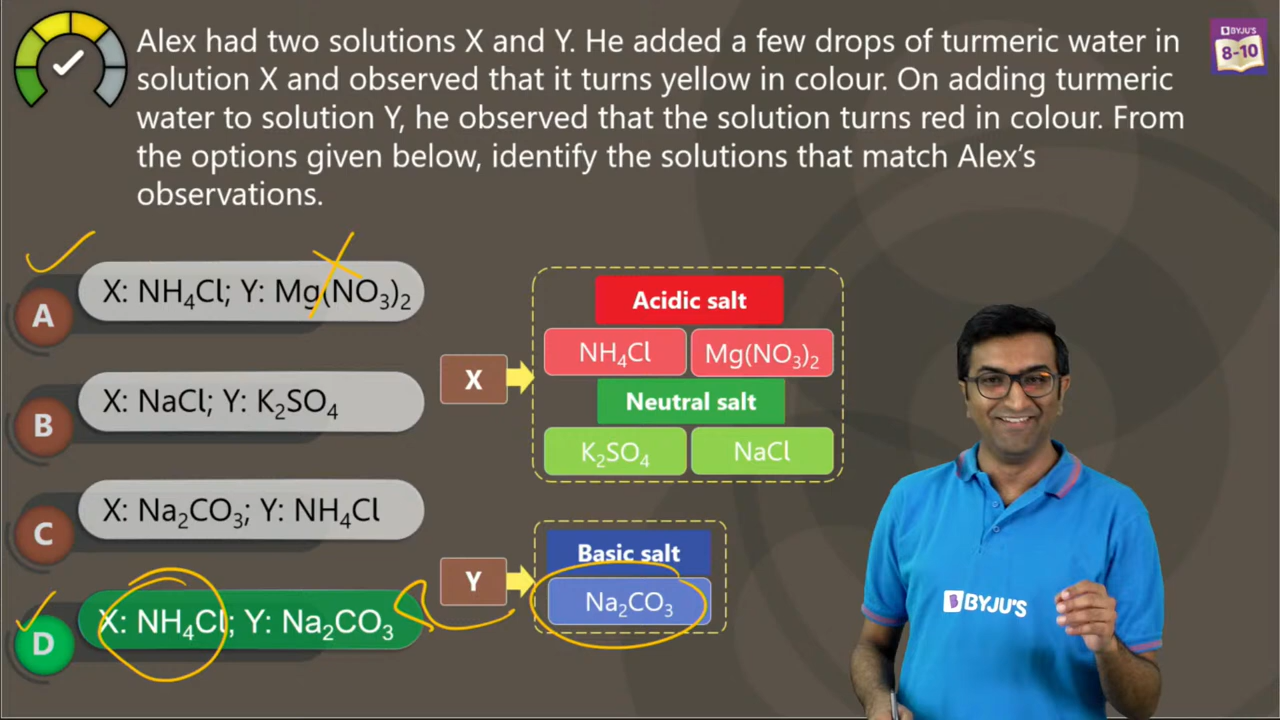 Alex had two solutions X and Y. He added a few drops of turmeric water in
solution X and observed that it turns yellow in colour. On adding turmeric
water to solution Y, he observed that the solution turns red in colour. From
the options given below, identify the solutions that match Alex's
observations.
BYJU'S
8-10
A
X: NH₄Cl; Y: Mg(NO₃)₂
B
X: NaCl; Y: K₂SO₄
C
X: Na₂CO₃; Y: NH₄Cl
D
X: NH₄Cl; Y: Na₂CO₃
X
Acidic salt
NH₄Cl
Mg(NO₃)₂
Neutral salt
K₂SO₄
NaCl
Y
Basic salt
Na₂CO₃
BYJU'S